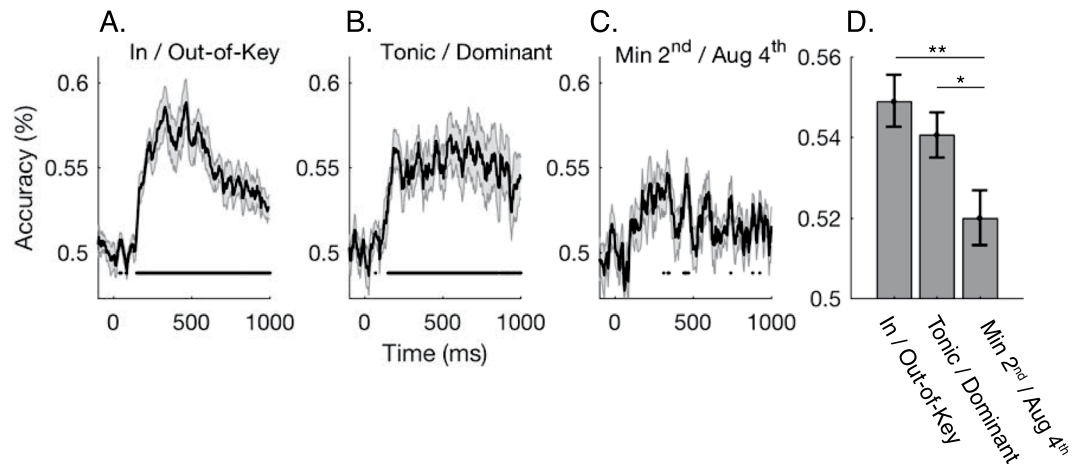 A.
In / Out-of-Key
0.6
0.55
0.5
0
500
1000
Accuracy (%)
B.
Tonic / Dominant
0.6
0.55
0.5
0
500
1000
Time (ms)
C.
Min 2nd / Aug 4th
0.6
0.55
0.5
0
500
1000
D.
0.56
0.54
0.52
0.5
**
*
In / Out-of-Key
Tonic / Dominant
Min 2nd / Aug 4th